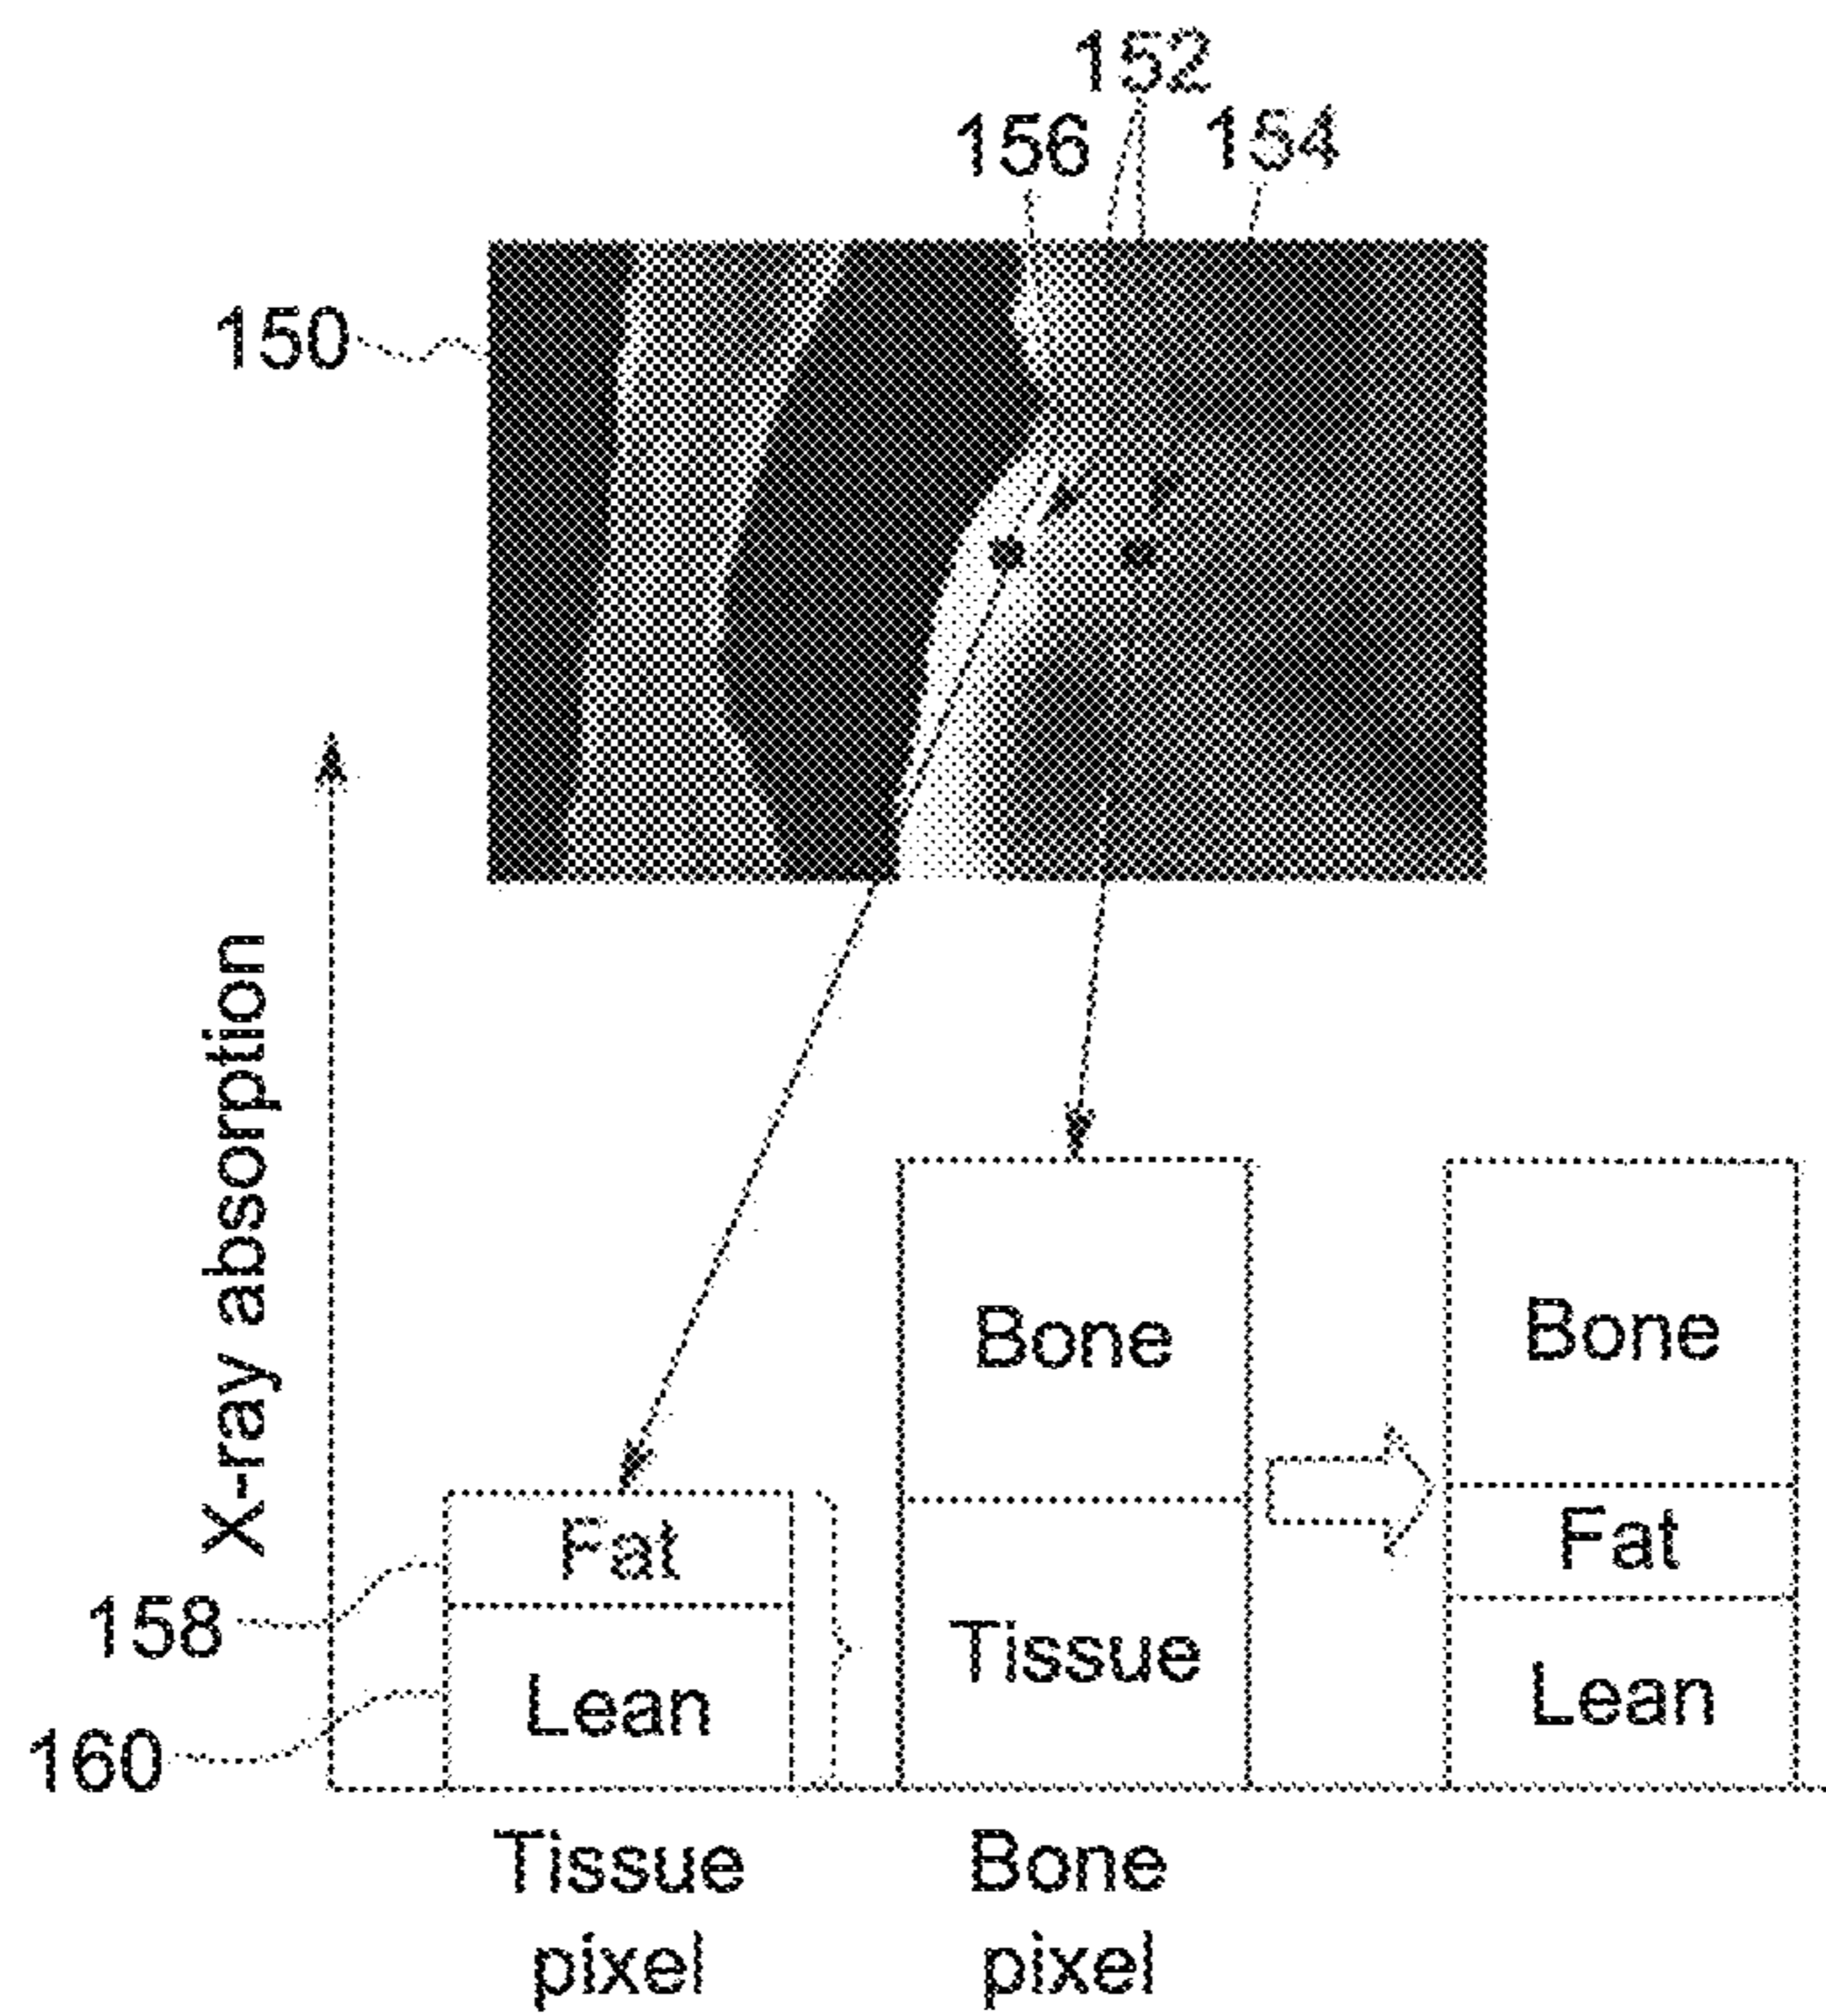 152
156
154
150
X-ray absorption
Bone
Bone
Fat
Fat
158
Tissue
Lean
Lean
160
Tissue
pixel
Bone
pixel